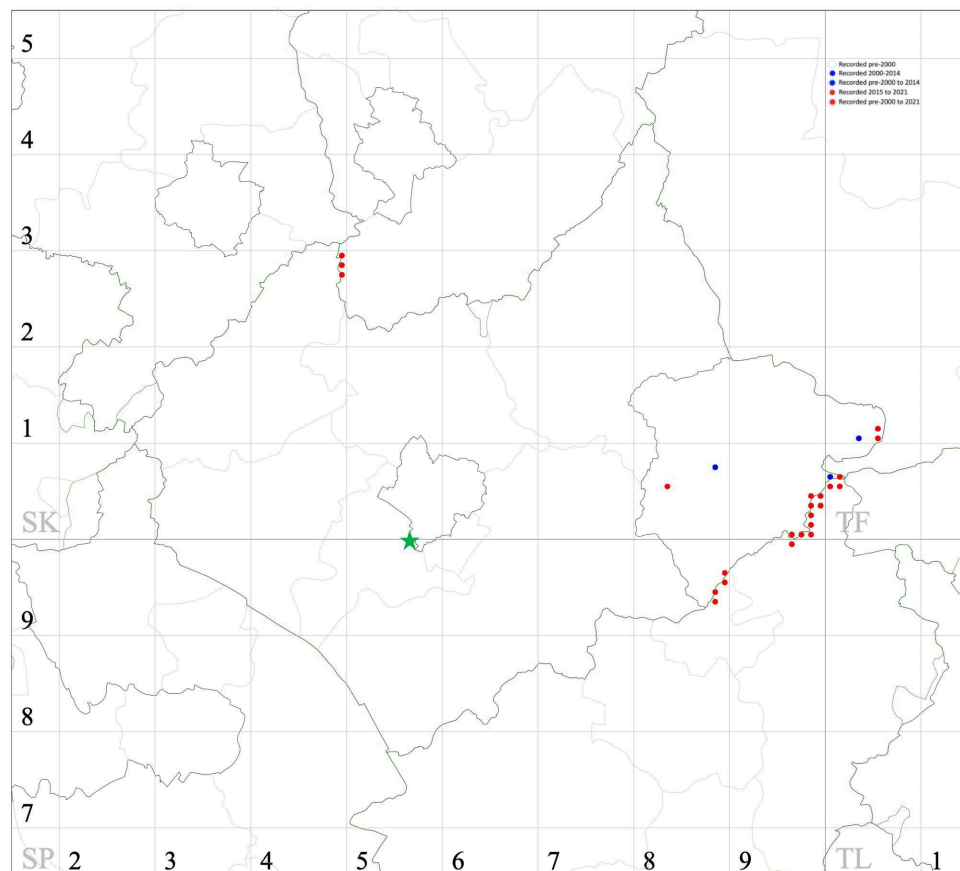 5
Recorded pre-2000
Recorded 2000-2014
Recorded pre-2000 to 2014
Recorded 2015 to 2021
Recorded pre-2000 to 2021
4
3
2
1
SK
TF
9
8
7
SP 2 3 4 5 6 7 8 9 TL 1